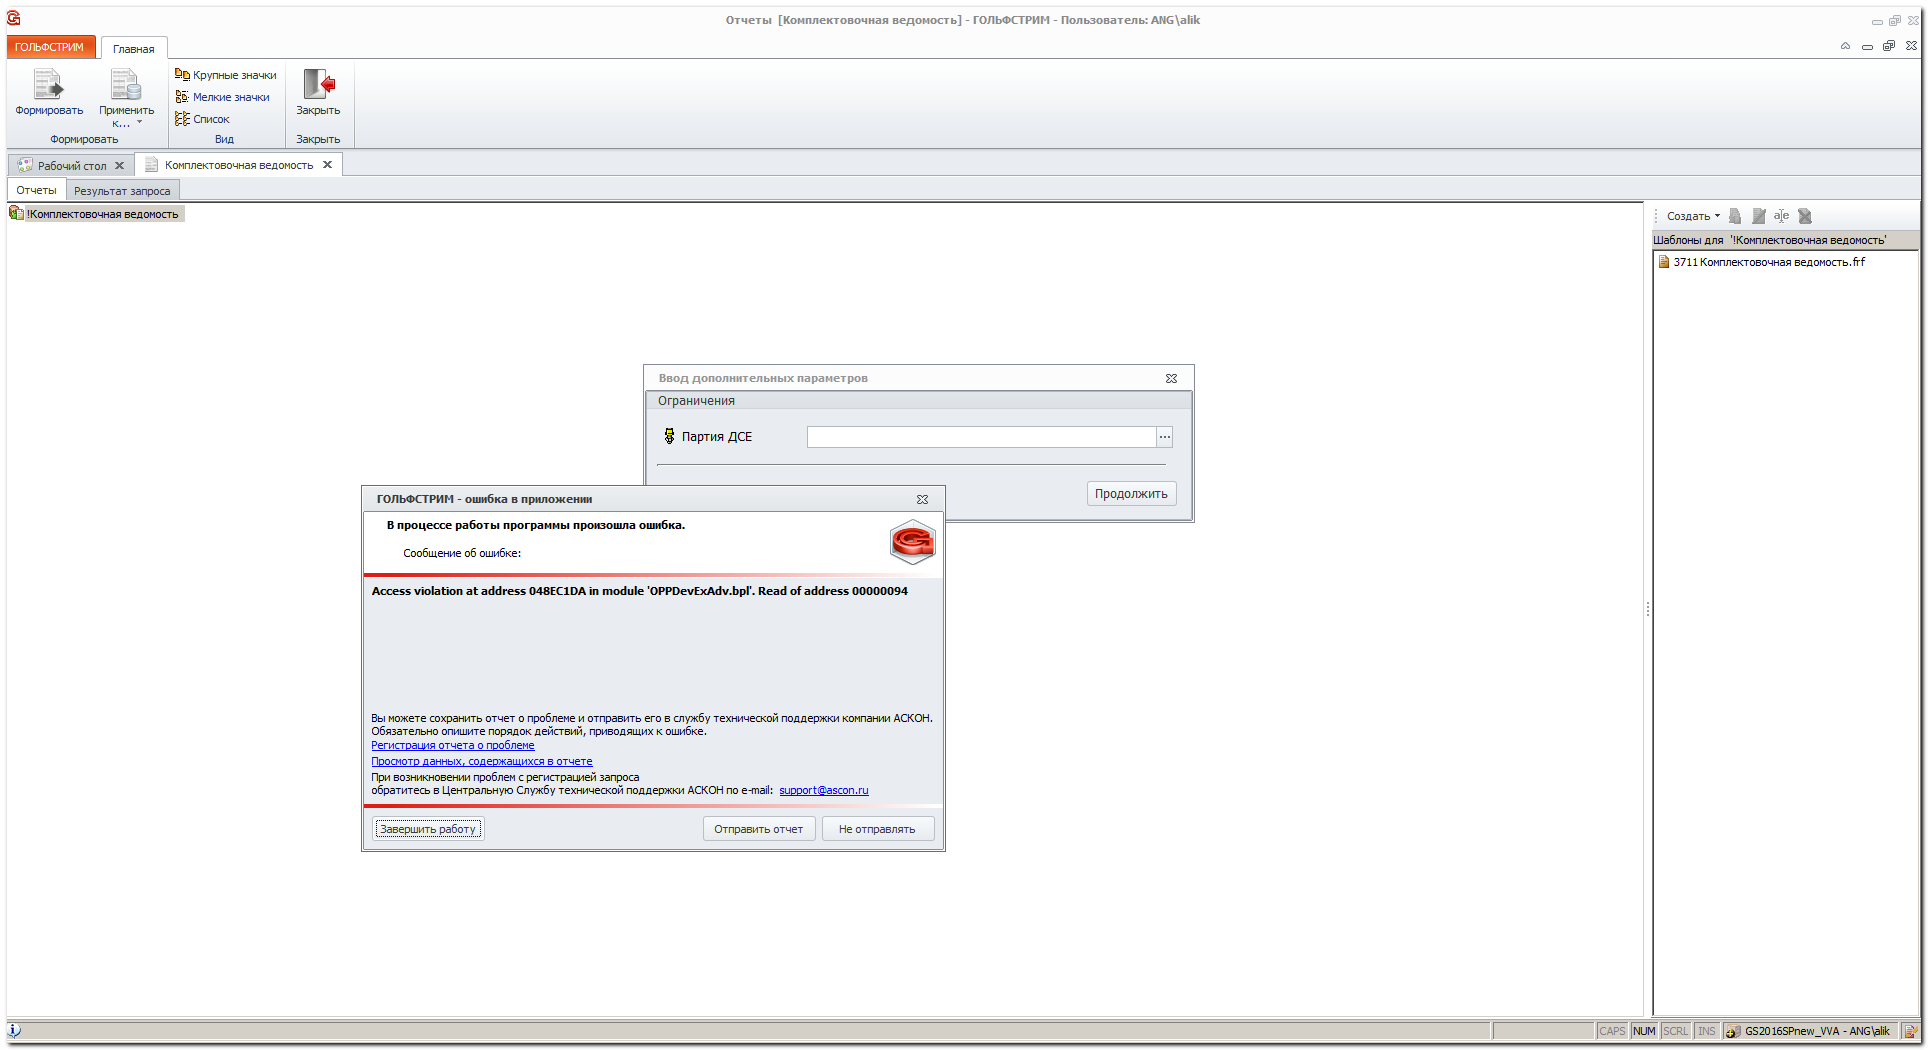 Отчеты [Комплектовочная ведомость] - ГОЛЬФСТРИМ - Пользователь: ANG\alik
ГОЛЬФСТРИМ
Главная
Формировать
Применить к...
Формировать
Крупные значки
Мелкие значки
Список
Вид
Закрыть
Закрыть
Рабочий стол
Комплектовочная ведомость
Отчеты
Результат запроса
!Комплектовочная ведомость
Создать
aIe
Шаблоны для '!Комплектовочная ведомость'
3711 Комплектовочная ведомость.frf
Ввод дополнительных параметров
Ограничения
Партия ДСЕ
...
Продолжить
ГОЛЬФСТРИМ - ошибка в приложении
В процессе работы программы произошла ошибка.
Сообщение об ошибке:
Access violation at address 048EC1DA in module 'OPPDevExAdv.bpl'. Read of address 00000094
Вы можете сохранить отчет о проблеме и отправить его в службу технической поддержки компании АСКОН.
Обязательно опишите порядок действий, приводящих к ошибке.
Регистрация отчета о проблеме
Просмотр данных, содержащихся в отчете
При возникновении проблем с регистрацией запроса
обратитесь в Центральную Службу технической поддержки АСКОН по e-mail: support@ascon.ru
Завершить работу
Отправить отчет
Не отправлять
CAPS NUM SCRL INS GS2016SPnew_VVA - ANG\alik